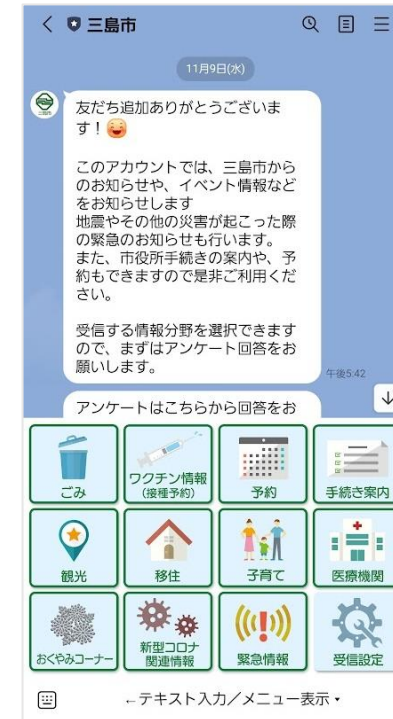 三島市
11月9日(水)
友だち追加ありがとうございま
す！
このアカウントでは、三島市から
のお知らせや、イベント情報など
をお知らせします
地震やその他の災害が起こった際
の緊急のお知らせも行います。
また、市役所手続きの案内や、予
約もできますので是非ご利用くだ
さい。
受信する情報分野を選択できます
ので、まずはアンケート回答をお
願いします。
午後5:42
アンケートはこちらから回答をお
ごみ
ワクチン情報
(接種予約)
予約
手続き案内
観光
移住
子育て
医療機関
おくやみコーナー
新型コロナ
関連情報
緊急情報
受信設定
←テキスト入力／メニュー表示▼